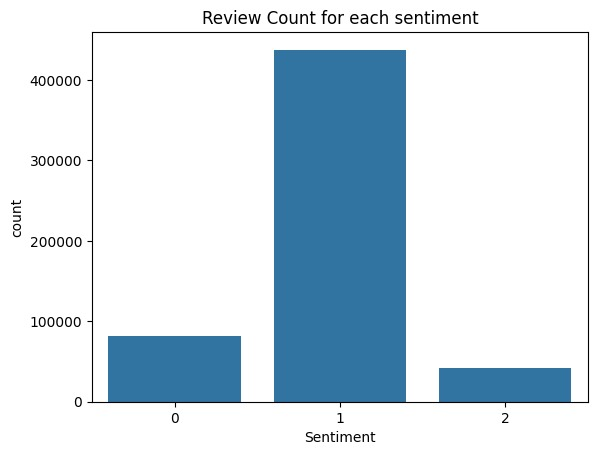 Review Count for each sentiment
400000
300000
200000
100000
0
count
0 1 2
Sentiment